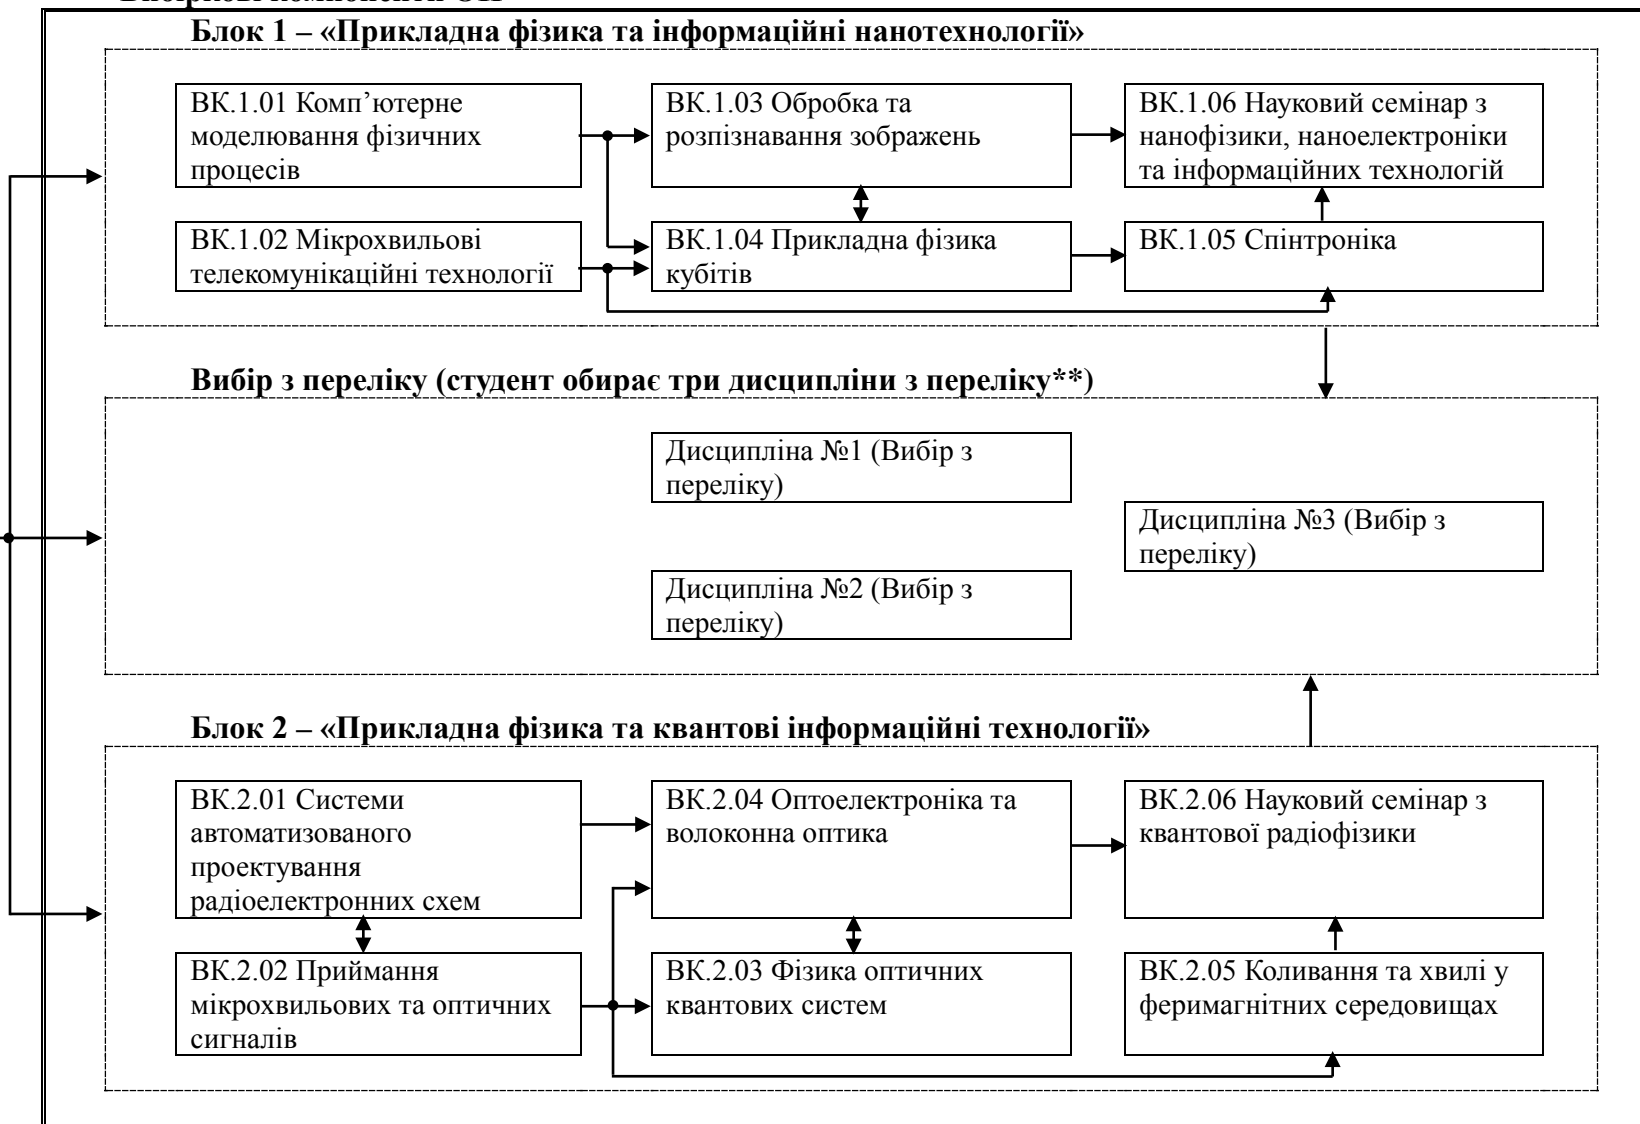 Блок 1 – «Прикладна фізика та інформаційні нанотехнології»
ВК.1.01 Комп’ютерне
моделювання фізичних
процесів
ВК.1.03 Обробка та
розпізнавання зображень
ВК.1.06 Науковий семінар з
нанофізики, наноелектроніки
та інформаційних технологій
ВК.1.02 Мікрохвильові
телекомунікаційні технології
ВК.1.04 Прикладна фізика
кубітів
ВК.1.05 Спінтроніка
Вибір з переліку (студент обирає три дисципліни з переліку**)
Дисципліна №1 (Вибір з
переліку)
Дисципліна №3 (Вибір з
переліку)
Дисципліна №2 (Вибір з
переліку)
Блок 2 – «Прикладна фізика та квантові інформаційні технології»
ВК.2.01 Системи
автоматизованого
проектування
радіоелектронних схем
ВК.2.04 Оптоелектроніка та
волоконна оптика
ВК.2.06 Науковий семінар з
квантової радіофізики
ВК.2.02 Приймання
мікрохвильових та оптичних
сигналів
ВК.2.03 Фізика оптичних
квантових систем
ВК.2.05 Коливання та хвилі у
феримагнітних середовищах